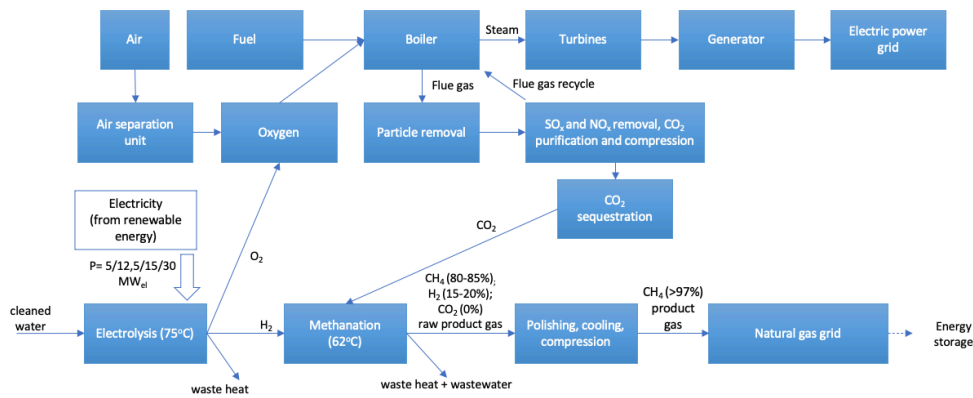 Air
Fuel
Boiler
Steam
Turbines
Generator
Electric power
grid
Flue gas
Flue gas recycle
Air separation
unit
Oxygen
Particle removal
SOₓ and NOₓ removal, CO₂
purification and compression
Electricity
(from renewable
energy)
CO₂
sequestration
P= 5/12,5/15/30
MWₑₗ
O₂
CO₂
cleaned
water
Electrolysis (75°C)
H₂
Methanation
(62°C)
CH₄ (80-85%);
H₂ (15-20%);
CO₂ (0%)
raw product gas
Polishing, cooling,
compression
CH₄ (>97%)
product
gas
Natural gas grid
Energy
storage
waste heat
waste heat + wastewater